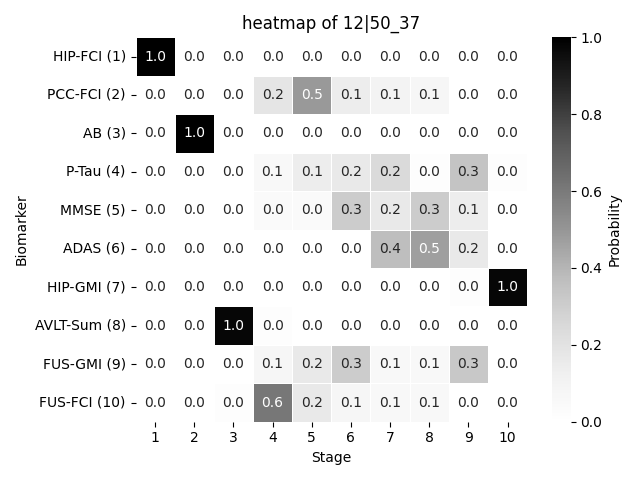 heatmap of 12|50_37
HIP-FCI (1) 1.0 0.0 0.0 0.0 0.0 0.0 0.0 0.0 0.0 0.0
PCC-FCI (2) 0.0 0.0 0.0 0.2 0.5 0.1 0.1 0.1 0.0 0.0
AB (3) 0.0 1.0 0.0 0.0 0.0 0.0 0.0 0.0 0.0 0.0
P-Tau (4) 0.0 0.0 0.0 0.1 0.1 0.2 0.2 0.0 0.3 0.0
MMSE (5) 0.0 0.0 0.0 0.0 0.0 0.3 0.2 0.3 0.1 0.0
ADAS (6) 0.0 0.0 0.0 0.0 0.0 0.0 0.4 0.5 0.2 0.0
HIP-GMI (7) 0.0 0.0 0.0 0.0 0.0 0.0 0.0 0.0 0.0 1.0
AVLT-Sum (8) 0.0 0.0 1.0 0.0 0.0 0.0 0.0 0.0 0.0 0.0
FUS-GMI (9) 0.0 0.0 0.0 0.1 0.2 0.3 0.1 0.1 0.3 0.0
FUS-FCI (10) 0.0 0.0 0.0 0.6 0.2 0.1 0.1 0.1 0.0 0.0
1 2 3 4 5 6 7 8 9 10
Stage
Biomarker
1.0
0.8
0.6
0.4
0.2
0.0
Probability